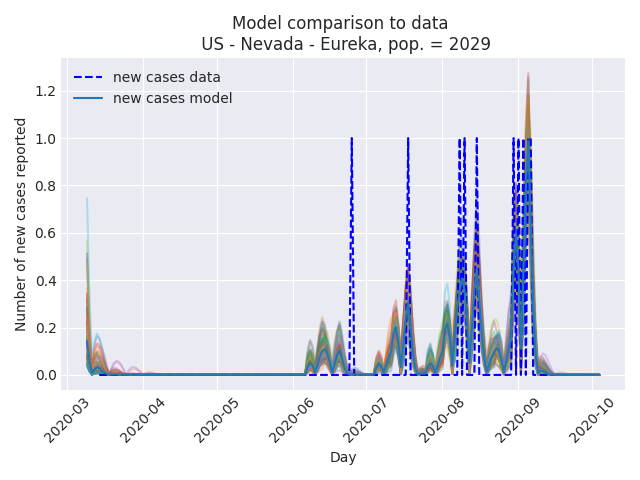 Model comparison to data
US - Nevada - Eureka, pop. = 2029
new cases data
new cases model
Number of new cases reported
1.2
1.0
0.8
0.6
0.4
0.2
0.0
2020-03
2020-04
2020-05
2020-06
2020-07
2020-08
2020-09
2020-10
Day